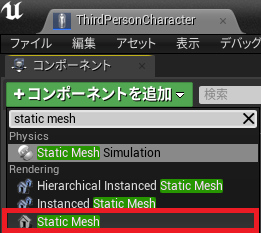 ThirdPersonCharacter
ファイル 編集 アセット 表示 デバッグ
コンポーネント
+コンポーネントを追加 検索
static mesh
Physics
Static Mesh Simulation
Rendering
Hierarchical Instanced Static Mesh
Instanced Static Mesh
Static Mesh